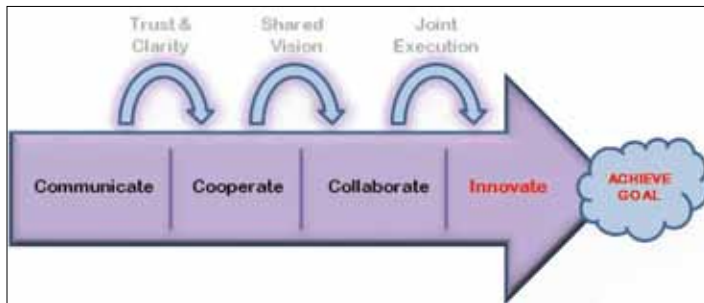 Trust &
Clarity
Shared
Vision
Joint
Execution
Communicate
Cooperate
Collaborate
Innovate
ACHIEVE
GOAL